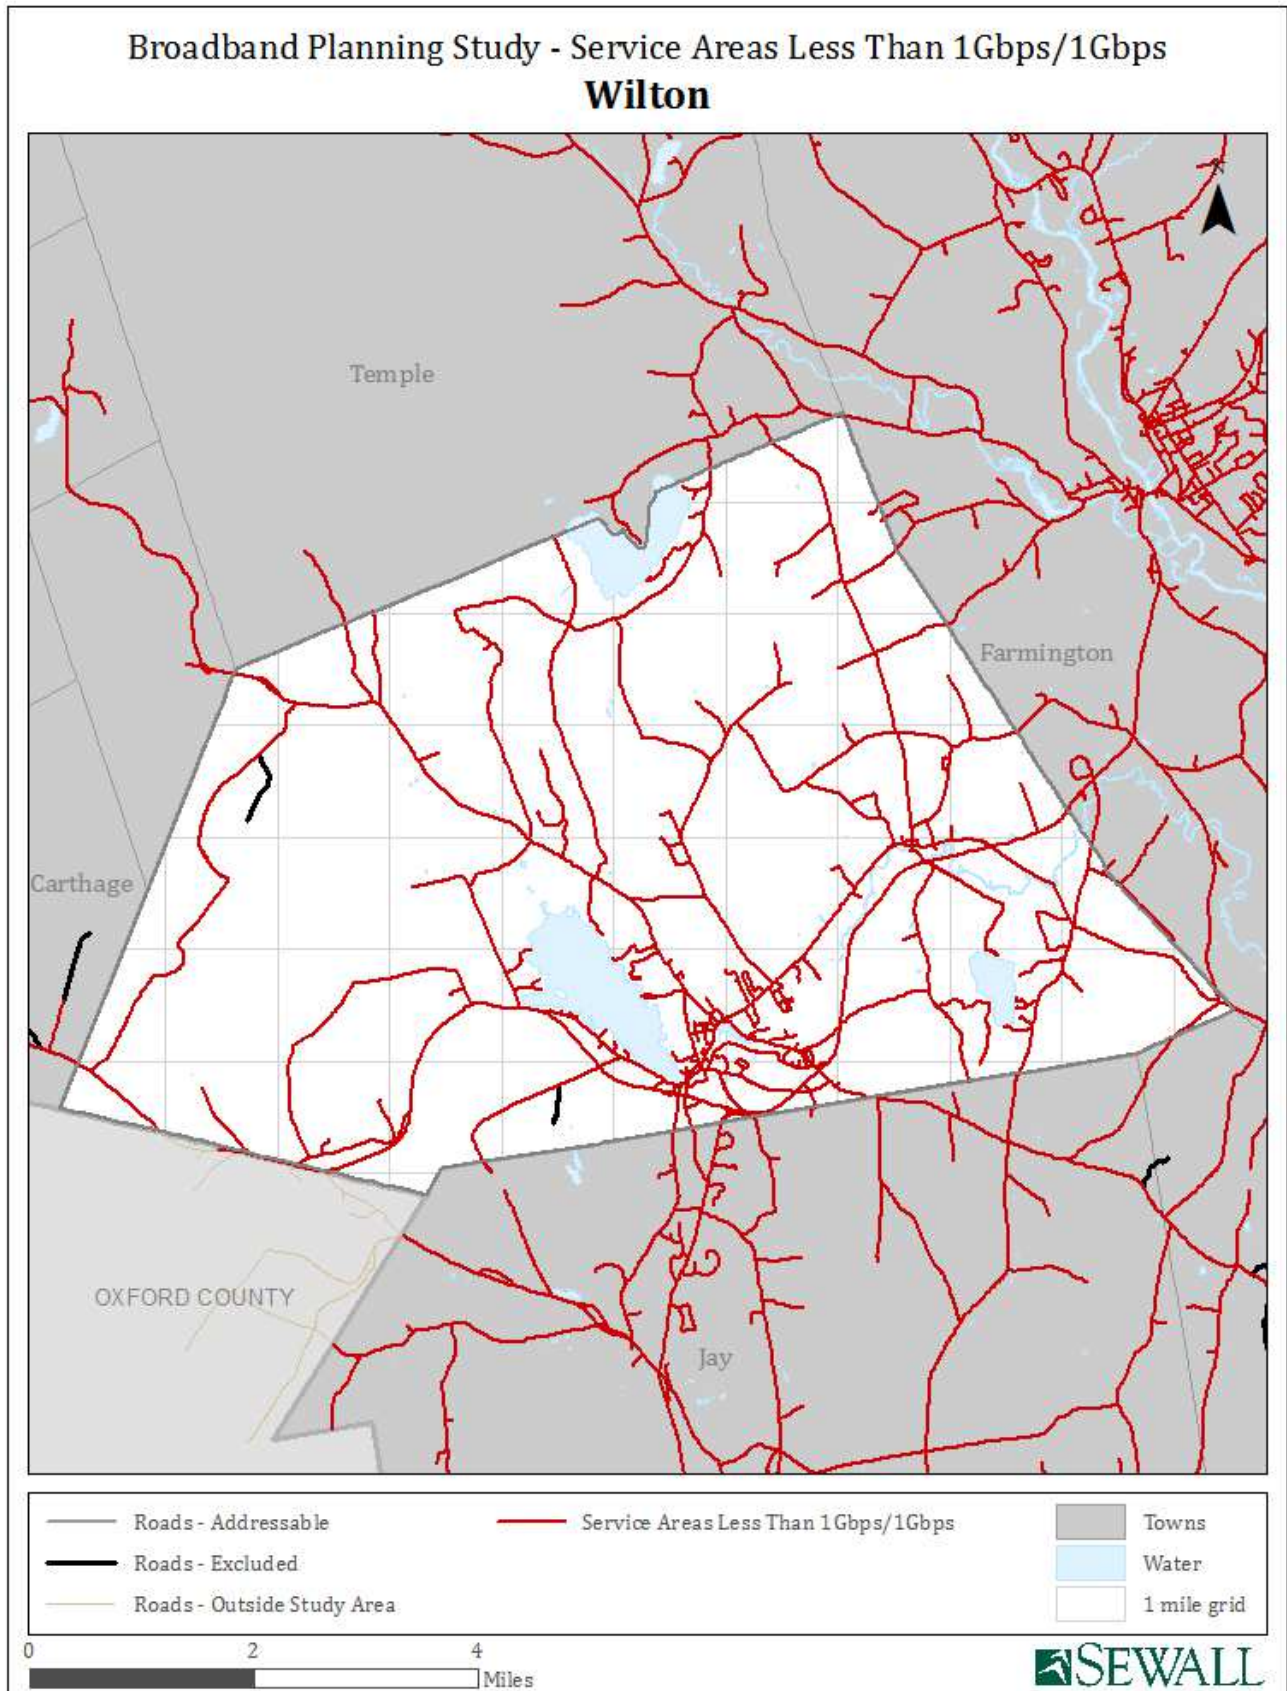 Broadband Planning Study - Service Areas Less Than 1Gbps/1Gbps
Wilton
Temple
Farmington
Carthage
OXFORD COUNTY
Jay
Roads - Addressable
Service Areas Less Than 1Gbps/1Gbps
Towns
Roads - Excluded
Water
Roads - Outside Study Area
1 mile grid
0 2 4
Miles
SEWALL